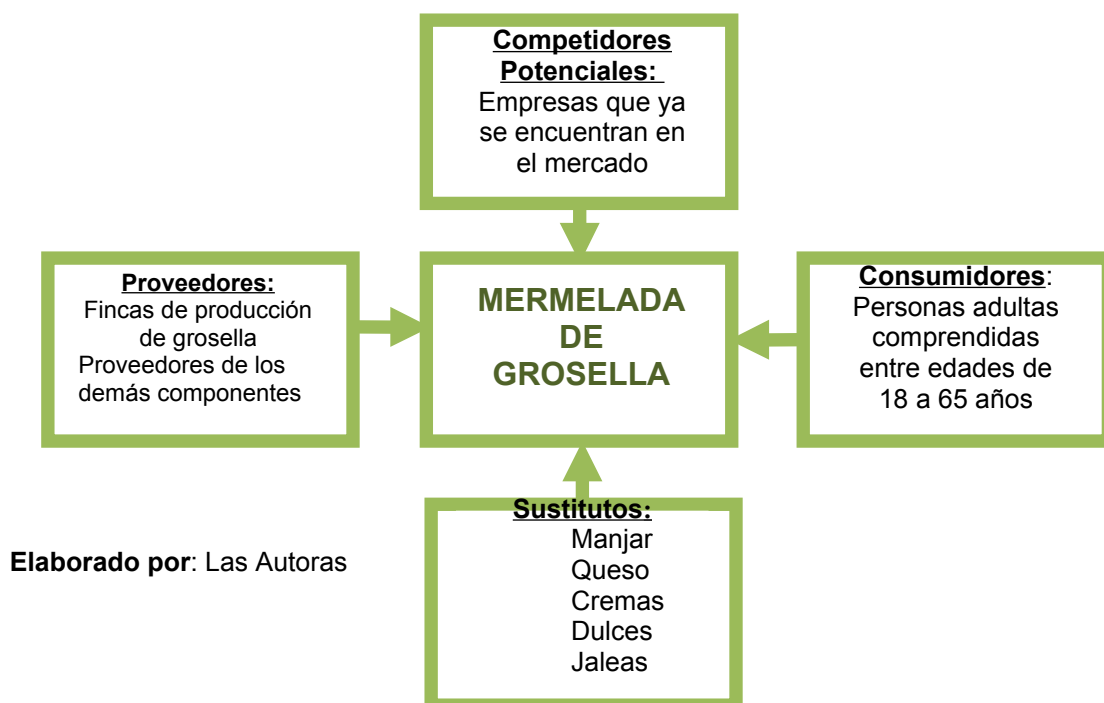 Competidores
Potenciales:
Empresas que ya
se encuentran en
el mercado
Proveedores:
Fincas de producción
de grosella
Proveedores de los
demás componentes
MERMELADA
DE
GROSELLA
Consumidores:
Personas adultas
comprendidas
entre edades de
18 a 65 años
Sustitutos:
Manjar
Queso
Cremas
Dulces
Jaleas
Elaborado por: Las Autoras